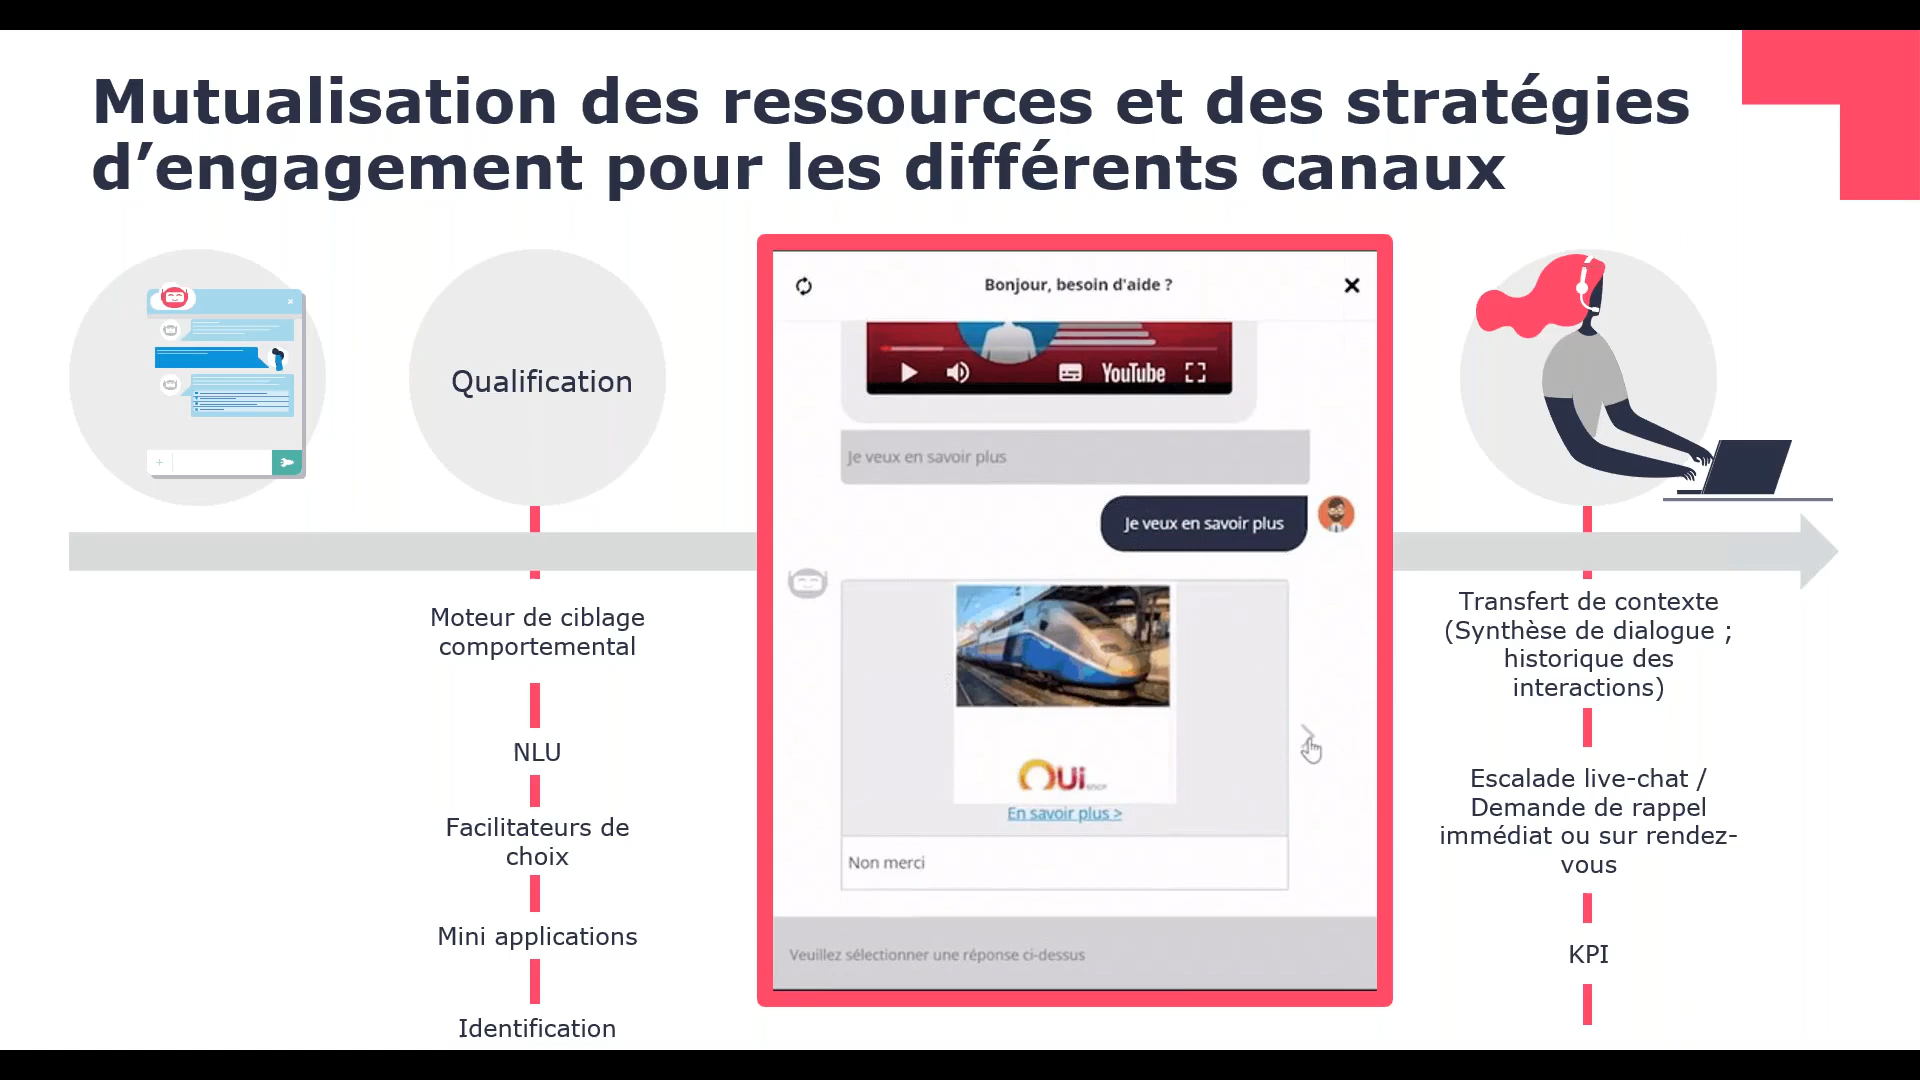 Mutualisation des ressources et des stratégies
d’engagement pour les différents canaux
Qualification
Moteur de ciblage
comportemental
NLU
Facilitateurs de
choix
Mini applications
Identification
Bonjour, besoin d'aide ?
YouTube
Je veux en savoir plus
Je veux en savoir plus
OUi
En savoir plus >
Non merci
Veuillez sélectionner une réponse ci-dessus
Transfert de contexte
(Synthèse de dialogue ;
historique des
interactions)
Escalade live-chat /
Demande de rappel
immédiat ou sur rendez-
vous
KPI